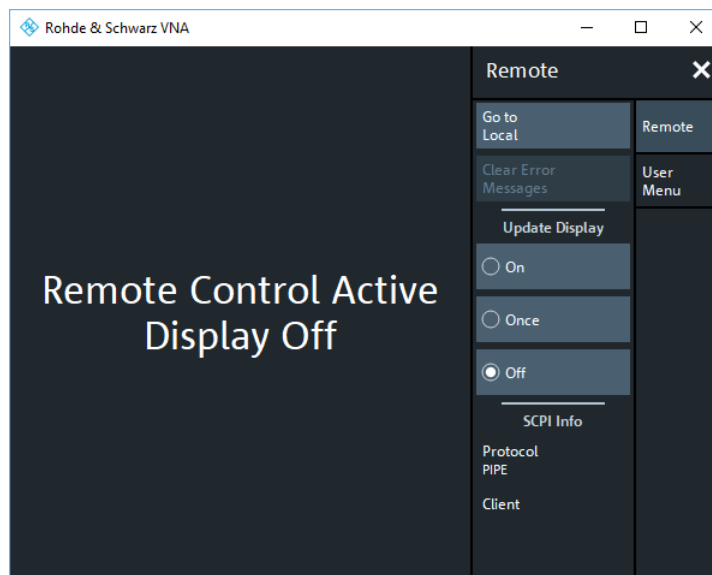 Rohde & Schwarz VNA
Remote Control Active
Display Off
Remote
Go to
Local
Clear Error
Messages
Update Display
On
Once
Off
SCPI Info
Protocol
PIPE
Client
Remote
User
Menu